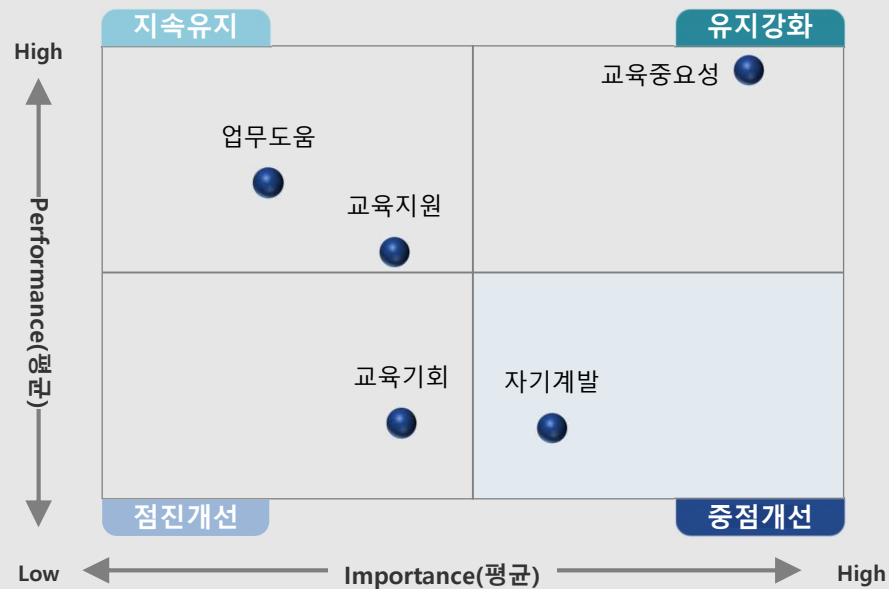 지속유지
유지강화
High
교육중요성
업무도움
교육지원
Performance(평균)
교육기회
자기계발
점진개선
중점개선
Low
Importance(평균)
High